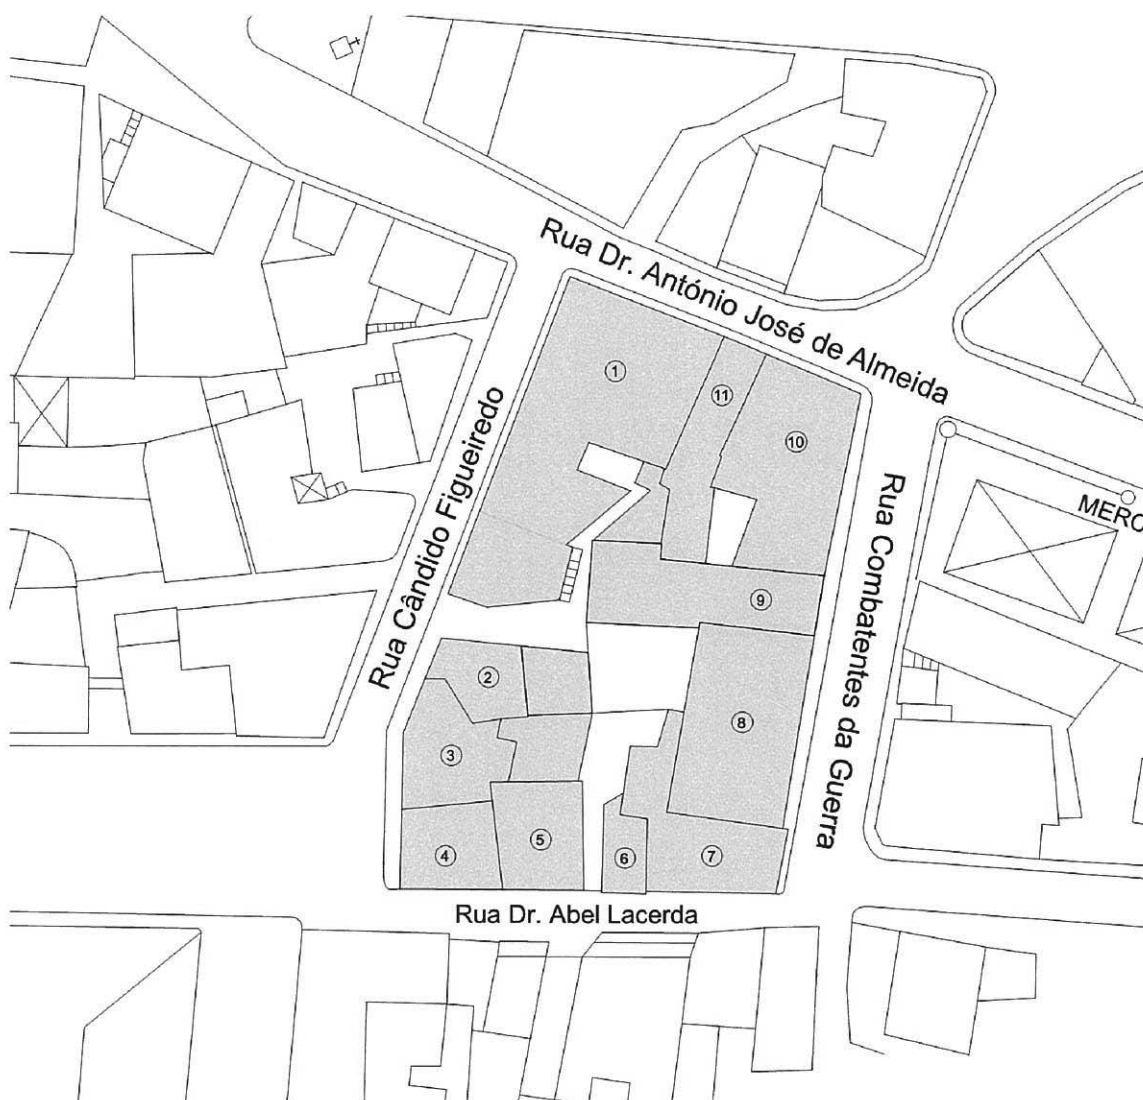 Rua Dr. António José de Almeida
1
11
10
Rua Cândido Figueiredo
Rua Combatentes da Guerra
MERC
9
2
8
3
5
4
6
7
Rua Dr. Abel Lacerda